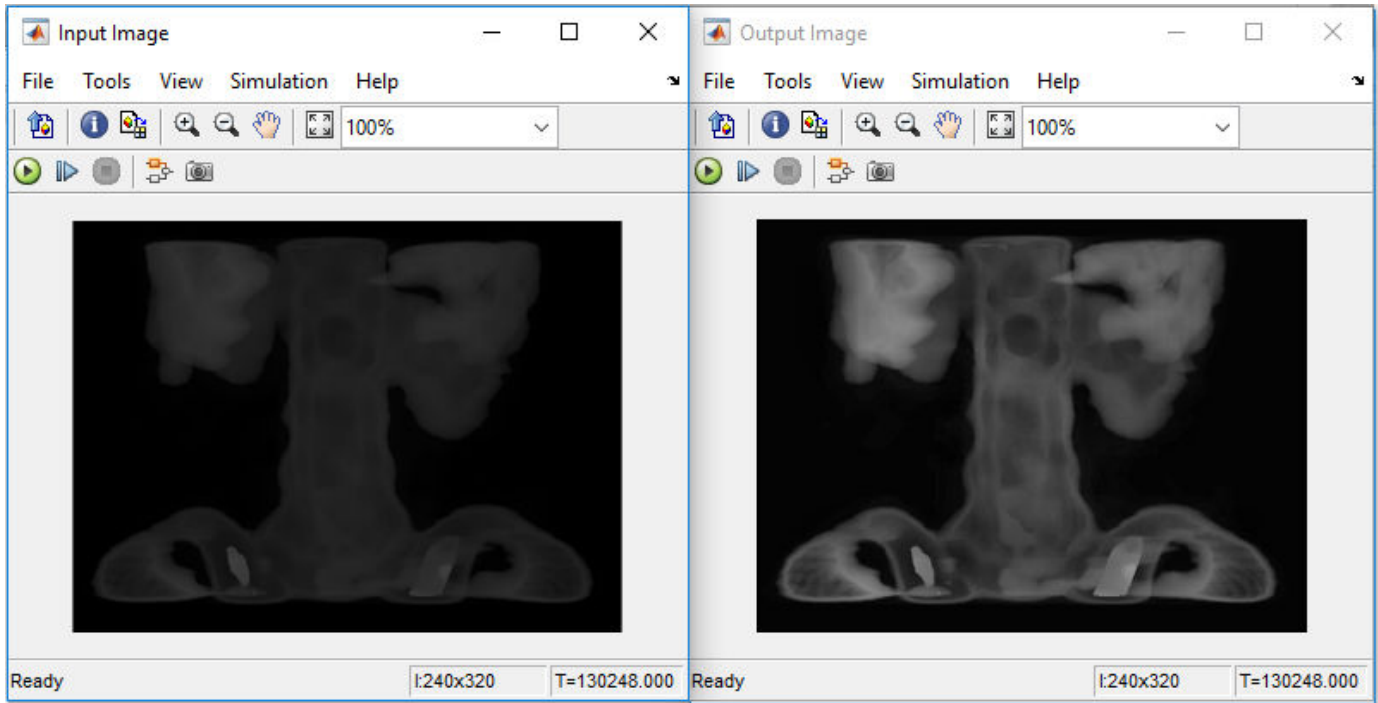 Input Image
File Tools View Simulation Help
100%
Ready I:240x320 T=130248.000
Output Image
File Tools View Simulation Help
100%
Ready I:240x320 T=130248.000